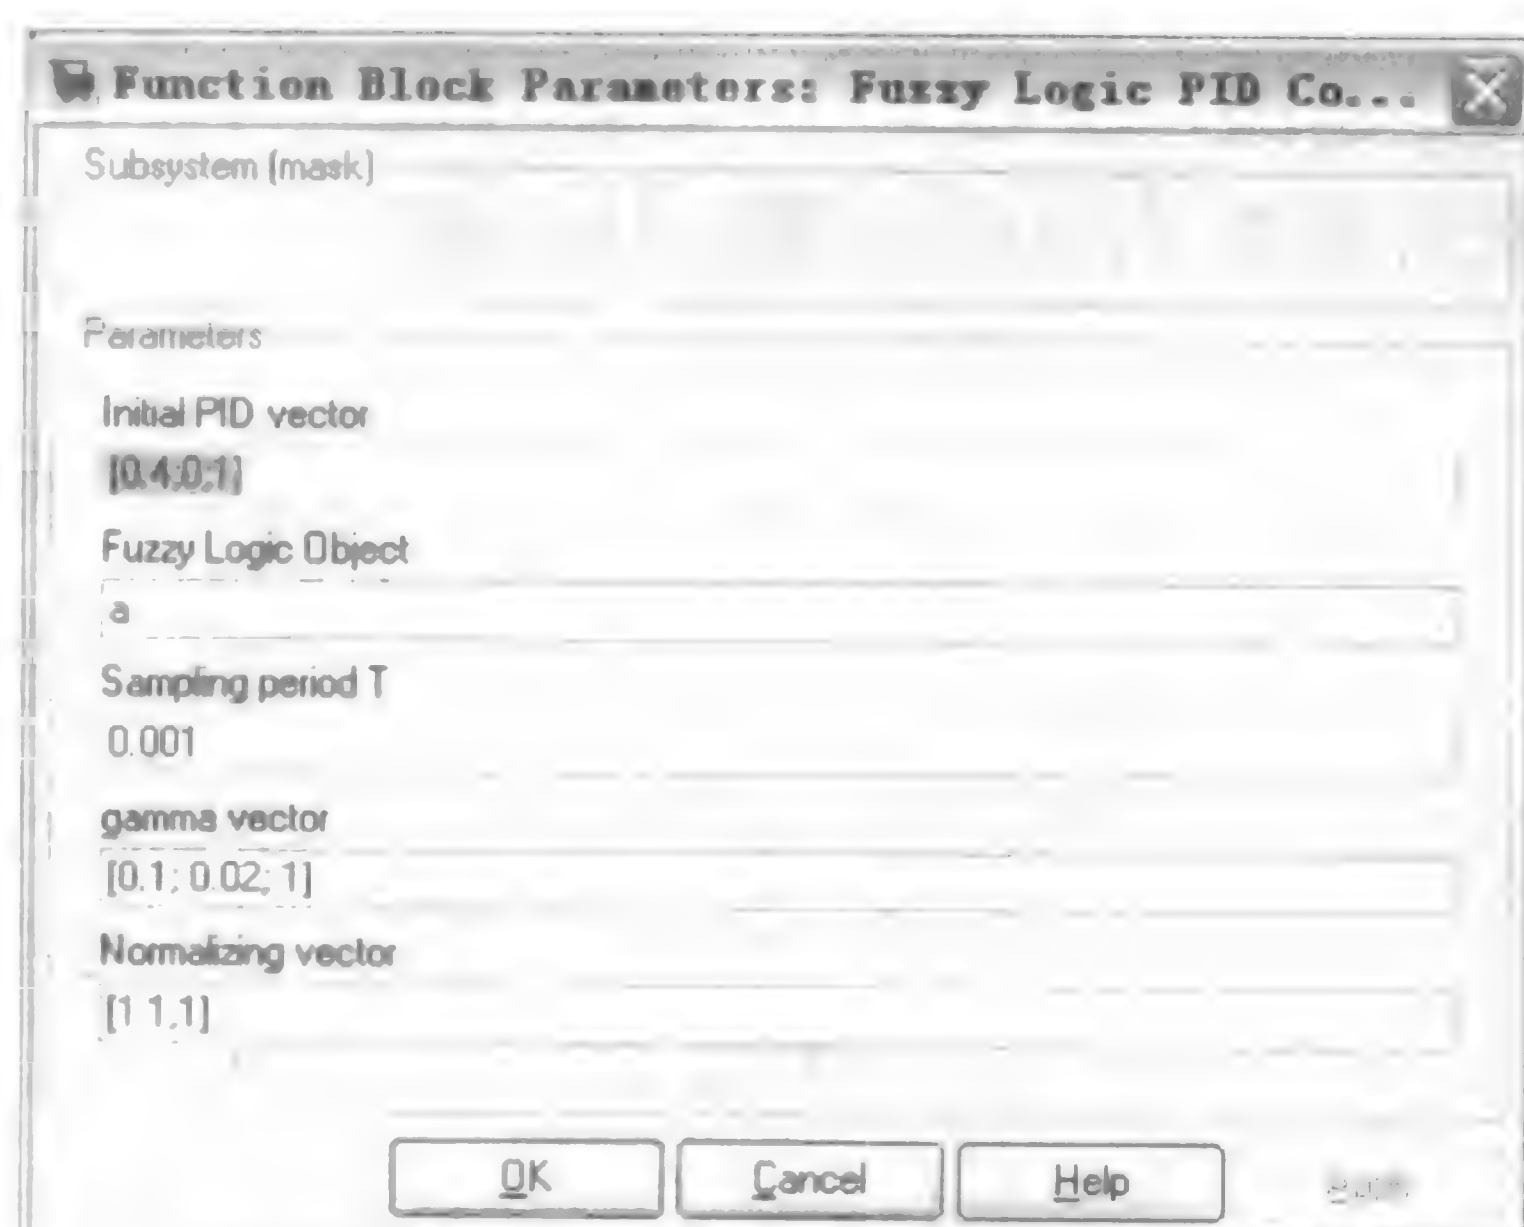 Function Block Parameters: Fuzzy Logic PID Co...
Subsystem (mask)
Parameters
Initial PID vector
[0.4;0;1]
Fuzzy Logic Object
a
Sampling period T
0.001
gamma vector
[0.1; 0.02; 1]
Normalizing vector
[1 1,1]
OK Cancel Help